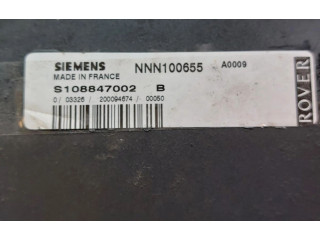 SIEMENS NNN100655 A0009
MADE IN FRANCE
S108847002 B
0 / 03326 / 200094674 / 00050
ROVER